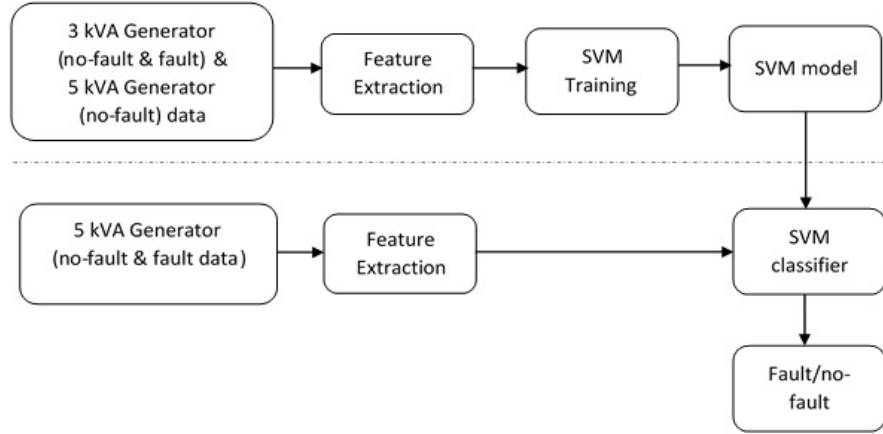 3 kVA Generator
(no-fault & fault) &
5 kVA Generator
(no-fault) data
Feature
Extraction
SVM
Training
SVM model
5 kVA Generator
(no-fault & fault data)
Feature
Extraction
SVM
classifier
Fault/no-
fault